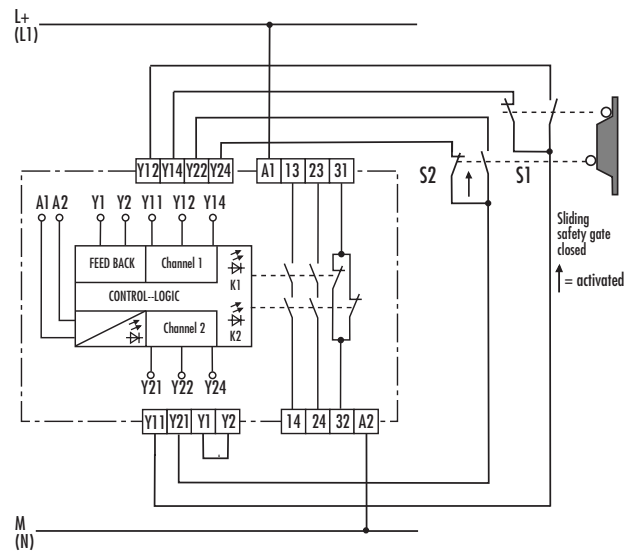 L+
(L1)
Y12 Y14 Y22 Y24 A1 13 23 31
S2 S1
A1 A2 Y1 Y2 Y11 Y12 Y14
Sliding
safety gate
closed
= activated
FEED BACK Channel 1
K1
CONTROL--LOGIC
Channel 2 K2
Y21 Y22 Y24
Y11 Y21 Y1 Y2 14 24 32 A2
M
(N)